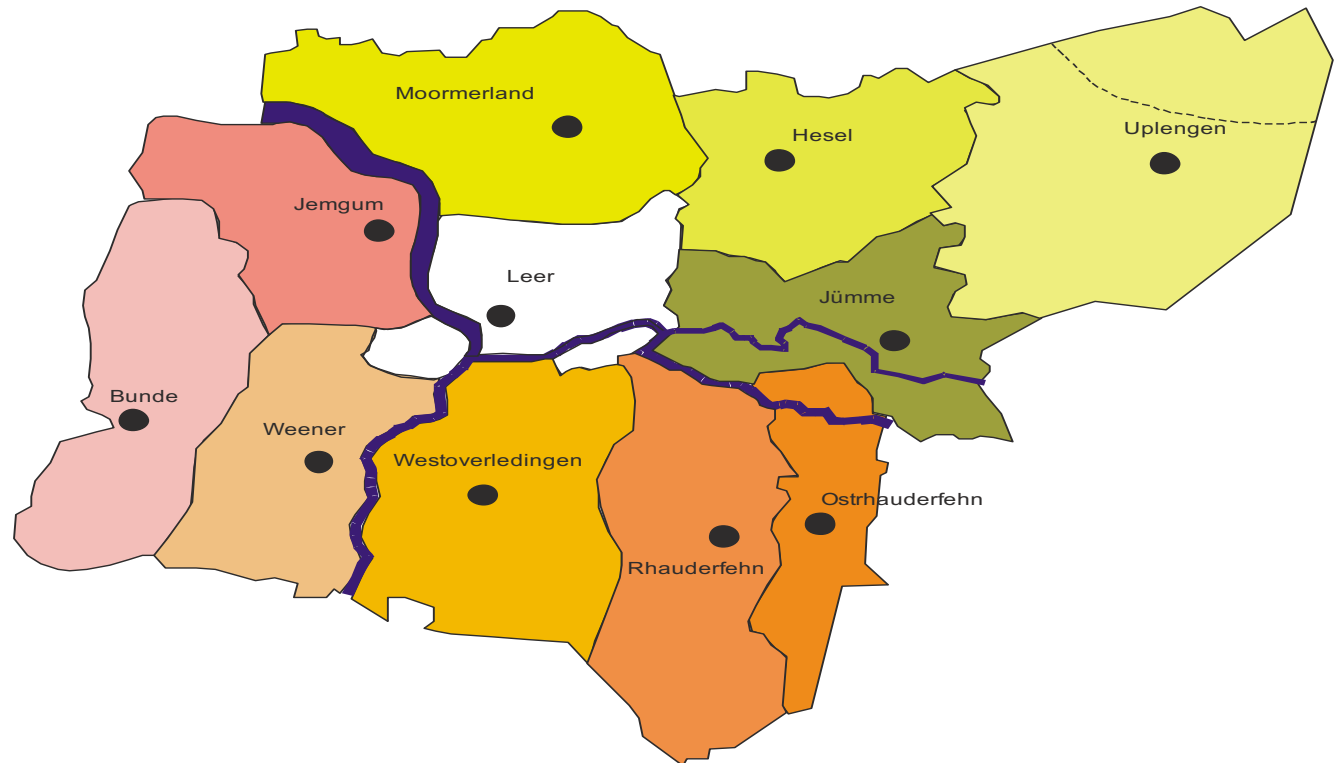 Moormerland
Hesel
Uplengen
Jemgum
Leer
Jümme
Bunde
Weener
Westoverledingen
Ostrhauderfehn
Rhauderfehn